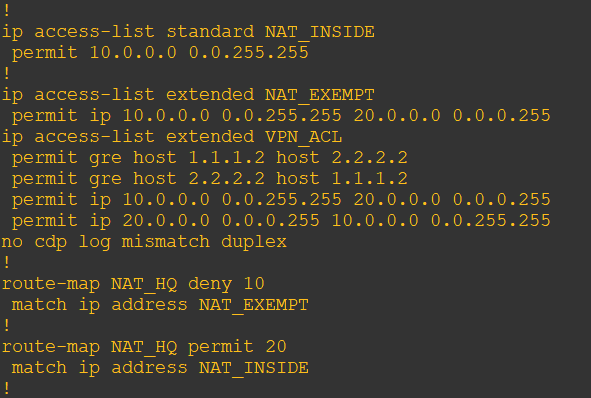 !
ip access-list standard NAT_INSIDE
 permit 10.0.0.0 0.0.255.255
!
ip access-list extended NAT_EXEMPT
 permit ip 10.0.0.0 0.0.255.255 20.0.0.0 0.0.0.255
ip access-list extended VPN_ACL
 permit gre host 1.1.1.2 host 2.2.2.2
 permit gre host 2.2.2.2 host 1.1.1.2
 permit ip 10.0.0.0 0.0.255.255 20.0.0.0 0.0.0.255
 permit ip 20.0.0.0 0.0.0.255 10.0.0.0 0.0.255.255
no cdp log mismatch duplex
!
route-map NAT_HQ deny 10
 match ip address NAT_EXEMPT
!
route-map NAT_HQ permit 20
 match ip address NAT_INSIDE
!